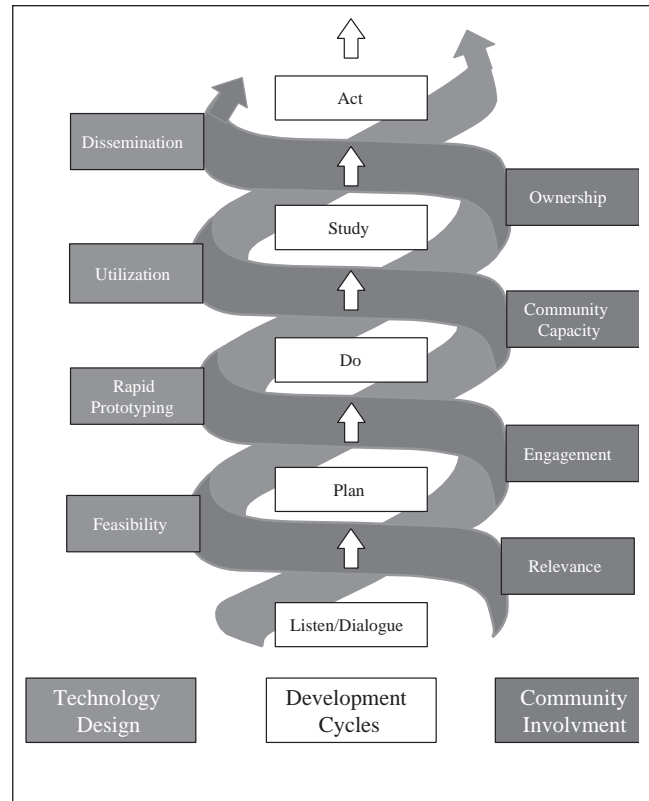 Act
Dissemination
Ownership
Study
Utilization
Community
Capacity
Do
Rapid
Prototyping
Engagement
Plan
Feasibility
Relevance
Listen/Dialogue
Technology
Design
Development
Cycles
Community
Involvment